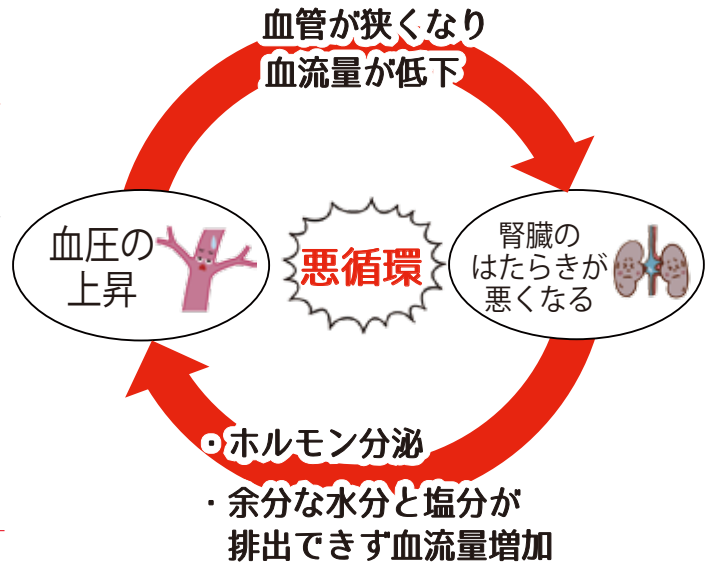 血管が狭くなり
血流量が低下
血圧の
上昇
悪循環
腎臓の
はたらきが
悪くなる
・ホルモン分泌
・余分な水分と塩分が
排出できず血流量増加